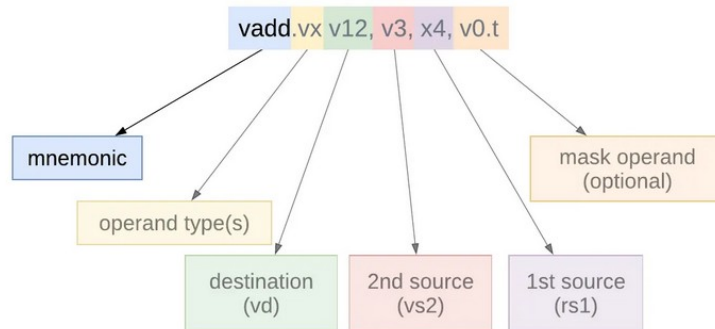 vadd.vx v12, v3, x4, v0.t
mnemonic
mask operand
(optional)
operand type(s)
destination
(vd)
2nd source
(vs2)
1st source
(rs1)